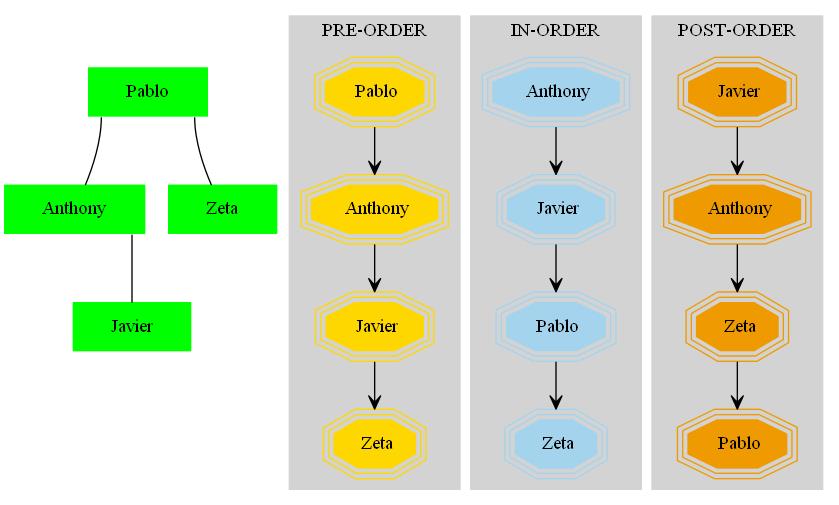 Pablo
Anthony
Zeta
Javier
PRE-ORDER
Pablo
Anthony
Javier
Zeta
IN-ORDER
Anthony
Javier
Pablo
Zeta
POST-ORDER
Javier
Anthony
Zeta
Pablo